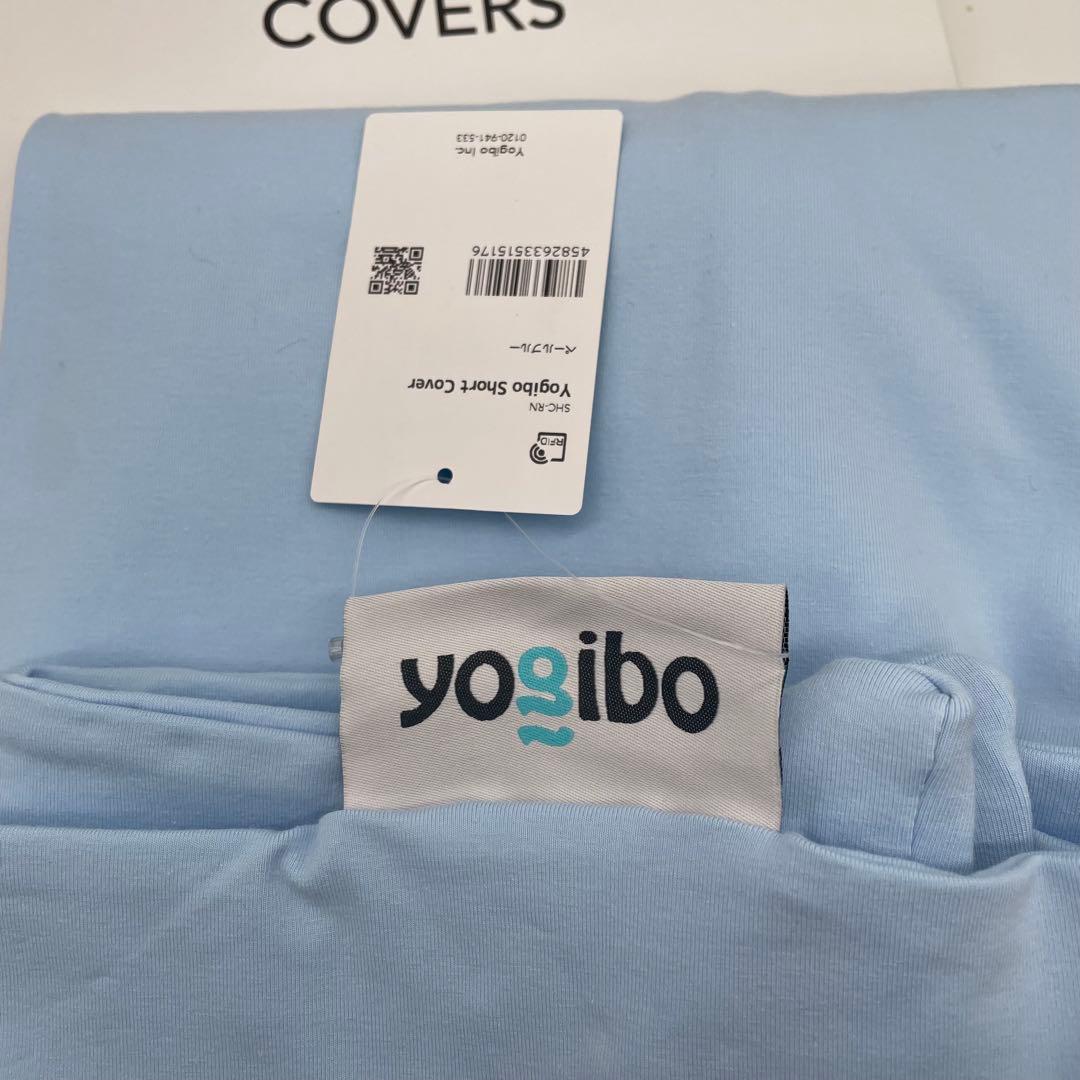 COVERS
RFID
SHC-RN
Yogibo Short Cover
ペールブルー
4582633515176
Yogibo Inc.
0120-941-533
yogibo